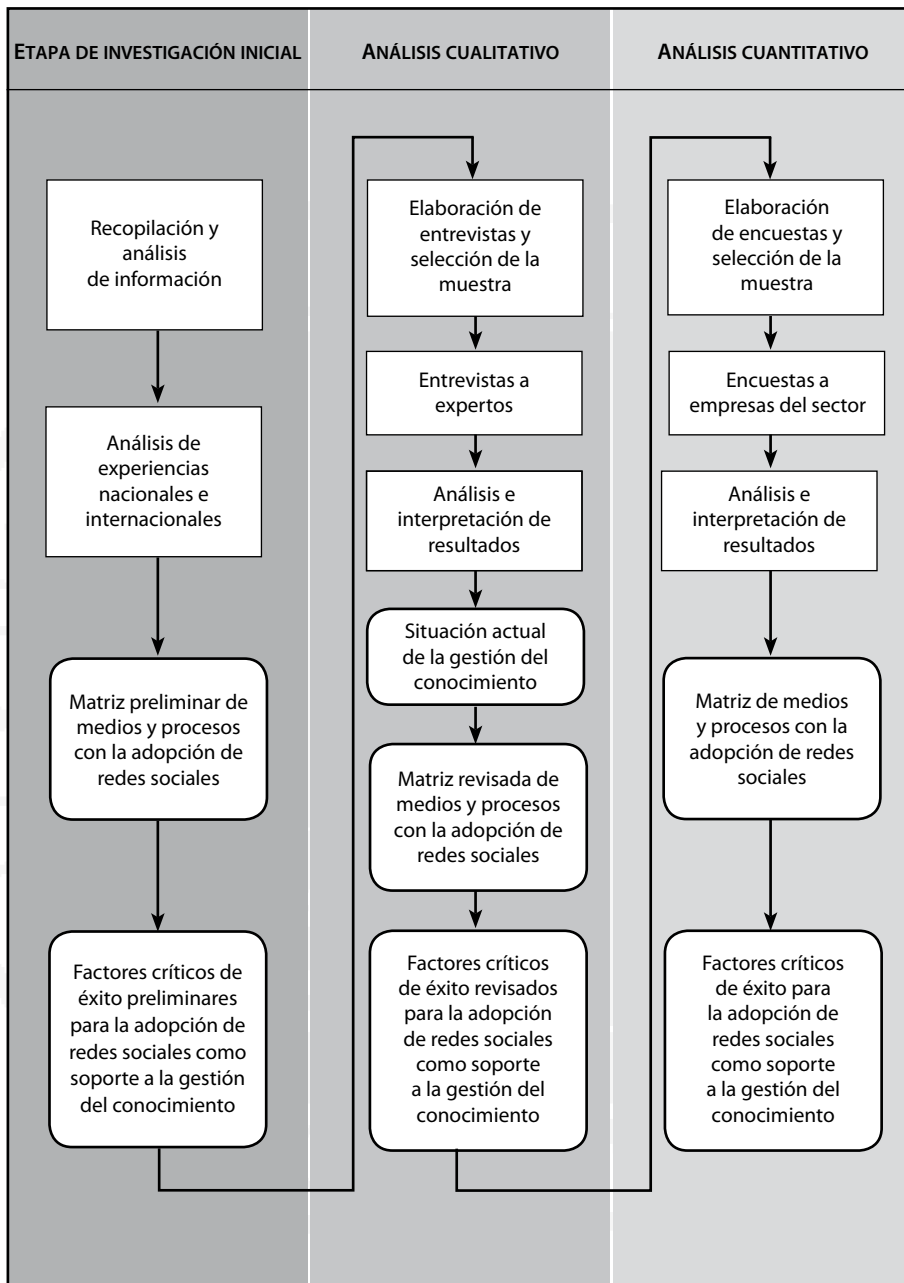 ETAPA DE INVESTIGACIÓN INICIAL
Recopilación y
análisis
de información
Análisis de
experiencias
nacionales e
internacionales
Matriz preliminar de
medios y procesos
con la adopción de
redes sociales
Factores críticos de
éxito preliminares
para la adopción de
redes sociales como
soporte a la gestión
del conocimiento
ANÁLISIS CUALITATIVO
Elaboración de
entrevistas y
selección de la
muestra
Entrevistas a
expertos
Análisis e
interpretación de
resultados
Situación actual
de la gestión del
conocimiento
Matriz revisada de
medios y procesos
con la adopción de
redes sociales
Factores críticos
de éxito revisados
para la adopción
de redes sociales
como soporte
a la gestión del
conocimiento
ANÁLISIS CUANTITATIVO
Elaboración
de encuestas y
selección de la
muestra
Encuestas a
empresas del sector
Análisis e
interpretación de
resultados
Matriz de medios
y procesos con la
adopción de redes
sociales
Factores críticos
de éxito para
la adopción de
redes sociales
como soporte a
la gestión del
conocimiento